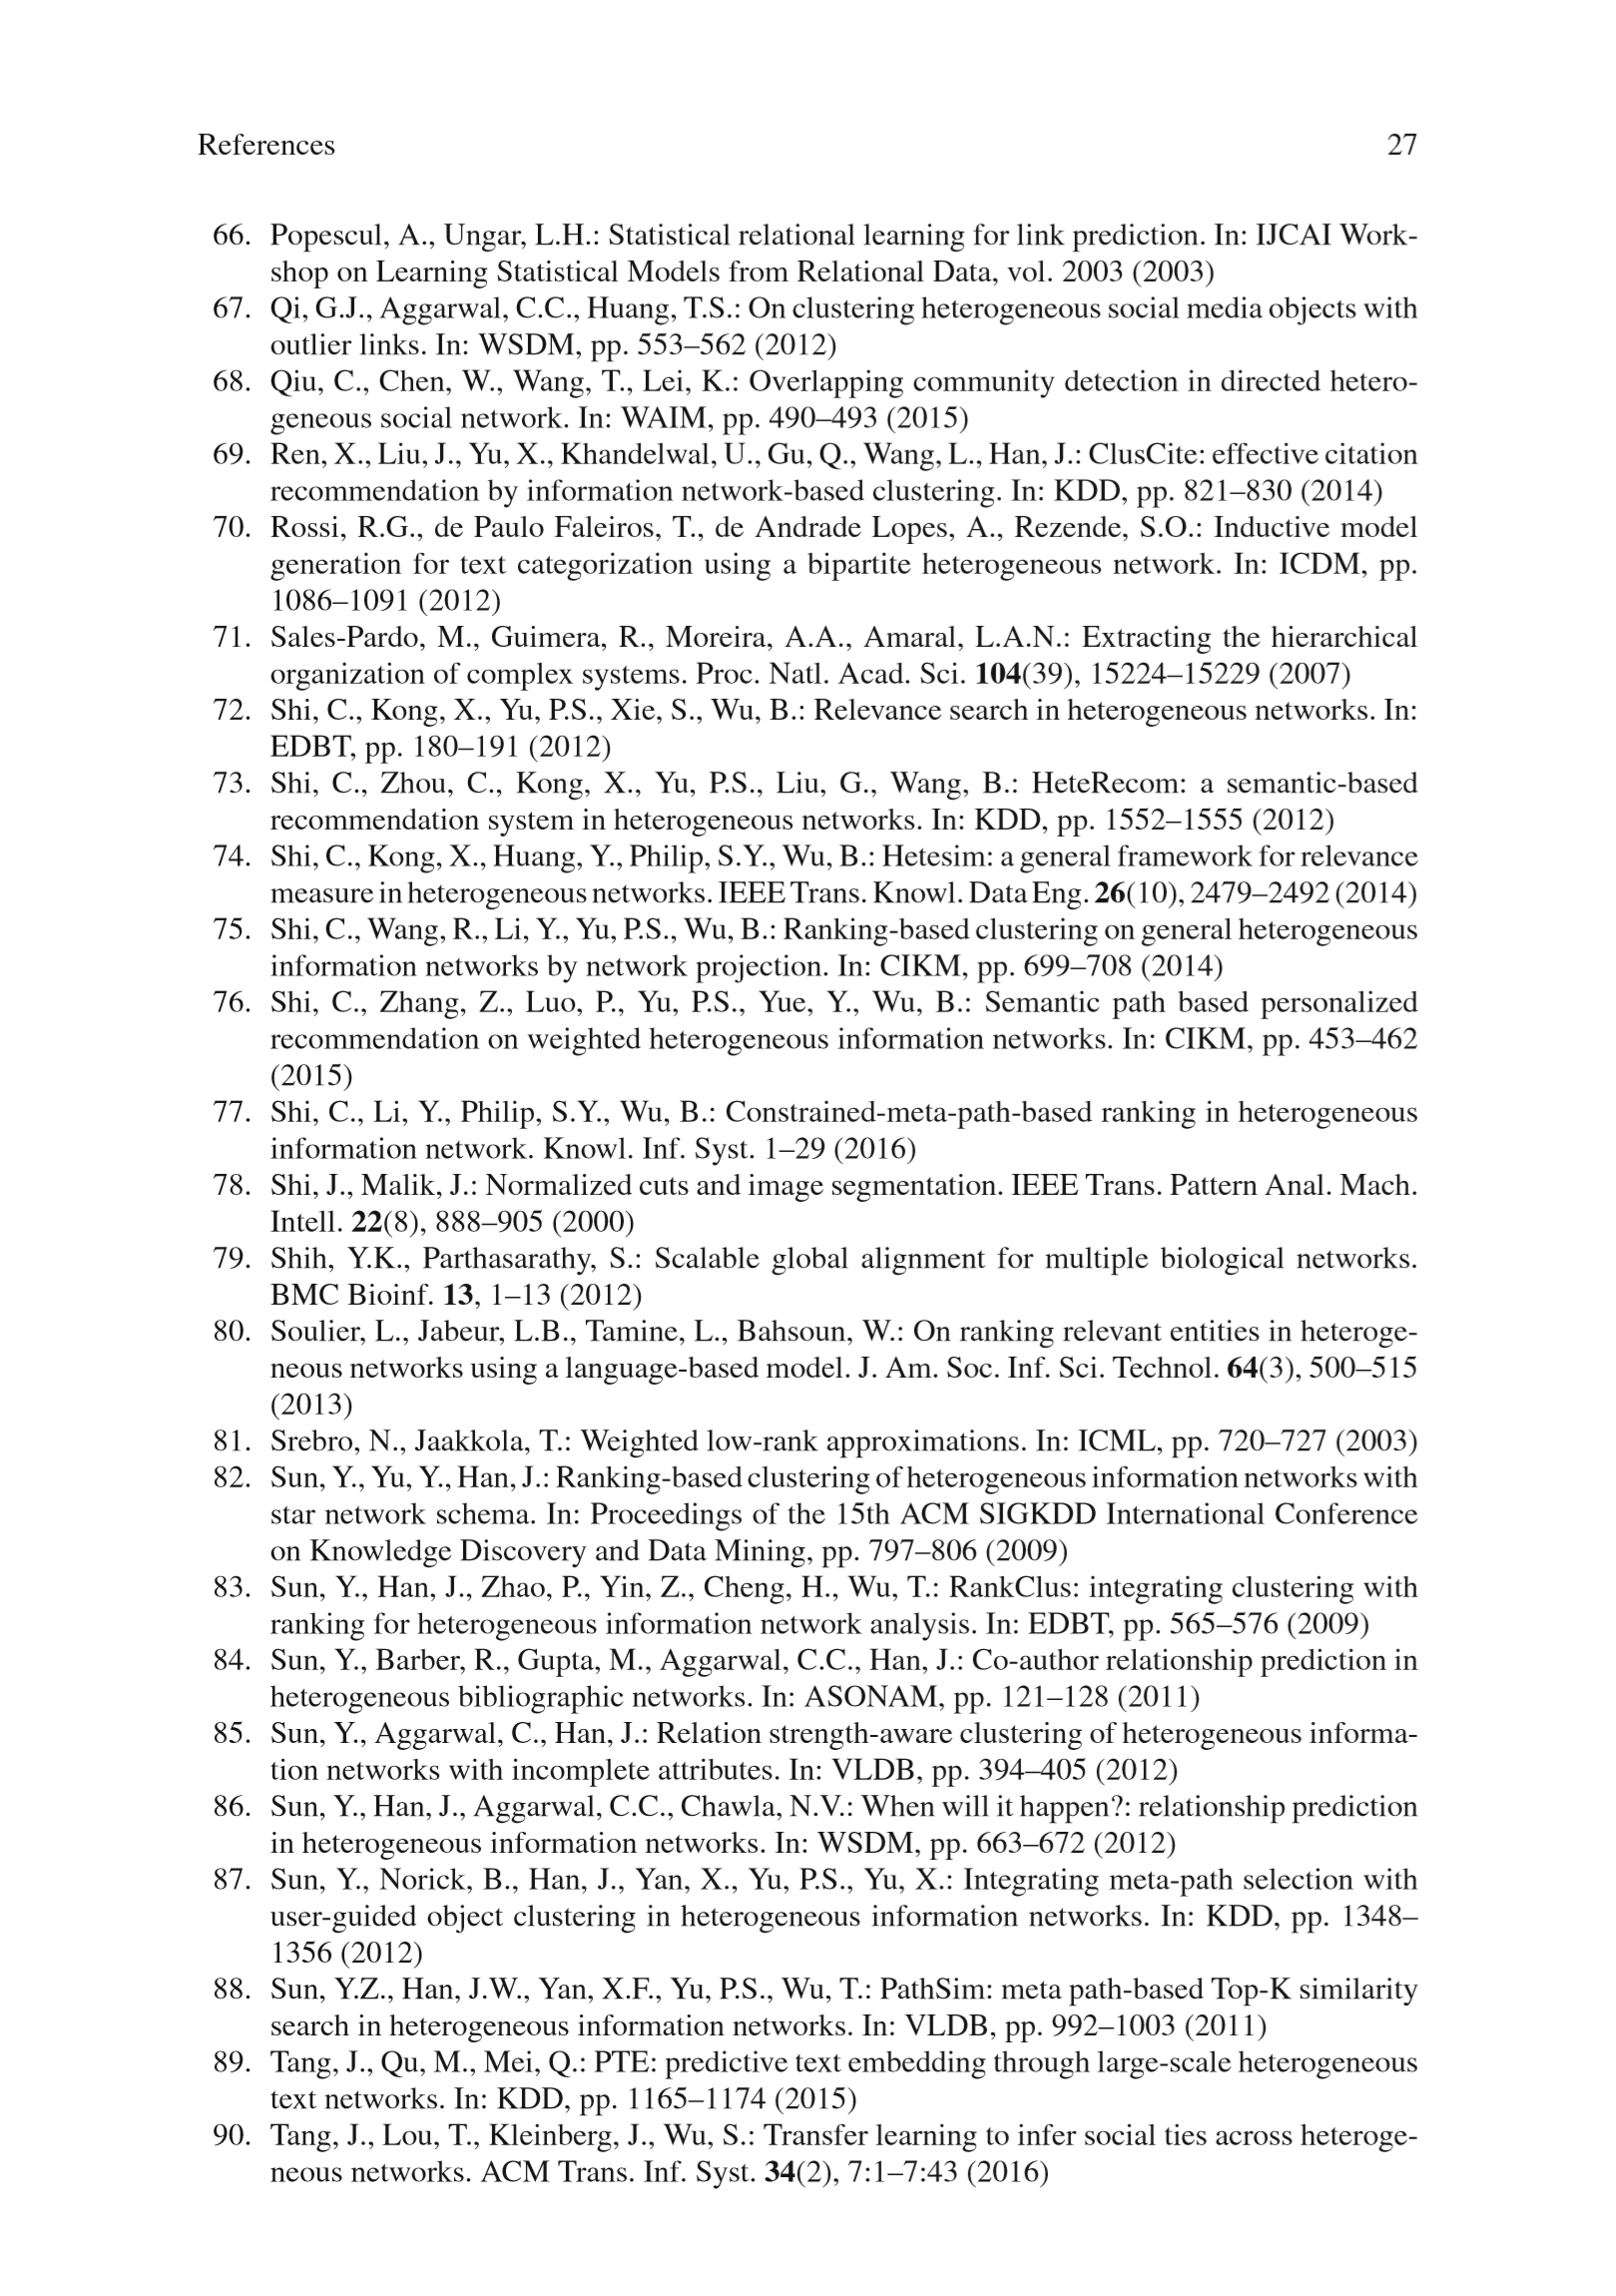 References 27
66. Popescul, A., Ungar, L.H.: Statistical relational learning for link prediction. In: IJCAI Work-
shop on Learning Statistical Models from Relational Data, vol. 2003 (2003)
67. Qi, G.J., Aggarwal, C.C., Huang, T.S.: On clustering heterogeneous social media objects with
outlier links. In: WSDM, pp. 553–562 (2012)
68. Qiu, C., Chen, W., Wang, T., Lei, K.: Overlapping community detection in directed hetero-
geneous social network. In: WAIM, pp. 490–493 (2015)
69. Ren, X., Liu, J., Yu, X., Khandelwal, U., Gu, Q., Wang, L., Han, J.: ClusCite: effective citation
recommendation by information network-based clustering. In: KDD, pp. 821–830 (2014)
70. Rossi, R.G., de Paulo Faleiros, T., de Andrade Lopes, A., Rezende, S.O.: Inductive model
generation for text categorization using a bipartite heterogeneous network. In: ICDM, pp.
1086–1091 (2012)
71. Sales-Pardo, M., Guimera, R., Moreira, A.A., Amaral, L.A.N.: Extracting the hierarchical
organization of complex systems. Proc. Natl. Acad. Sci. 104(39), 15224–15229 (2007)
72. Shi, C., Kong, X., Yu, P.S., Xie, S., Wu, B.: Relevance search in heterogeneous networks. In:
EDBT, pp. 180–191 (2012)
73. Shi, C., Zhou, C., Kong, X., Yu, P.S., Liu, G., Wang, B.: HeteRecom: a semantic-based
recommendation system in heterogeneous networks. In: KDD, pp. 1552–1555 (2012)
74. Shi, C., Kong, X., Huang, Y., Philip, S.Y., Wu, B.: Hetesim: a general framework for relevance
measure in heterogeneous networks. IEEE Trans. Knowl. Data Eng. 26(10), 2479–2492 (2014)
75. Shi, C., Wang, R., Li, Y., Yu, P.S., Wu, B.: Ranking-based clustering on general heterogeneous
information networks by network projection. In: CIKM, pp. 699–708 (2014)
76. Shi, C., Zhang, Z., Luo, P., Yu, P.S., Yue, Y., Wu, B.: Semantic path based personalized
recommendation on weighted heterogeneous information networks. In: CIKM, pp. 453–462
(2015)
77. Shi, C., Li, Y., Philip, S.Y., Wu, B.: Constrained-meta-path-based ranking in heterogeneous
information network. Knowl. Inf. Syst. 1–29 (2016)
78. Shi, J., Malik, J.: Normalized cuts and image segmentation. IEEE Trans. Pattern Anal. Mach.
Intell. 22(8), 888–905 (2000)
79. Shih, Y.K., Parthasarathy, S.: Scalable global alignment for multiple biological networks.
BMC Bioinf. 13, 1–13 (2012)
80. Soulier, L., Jabeur, L.B., Tamine, L., Bahsoun, W.: On ranking relevant entities in heteroge-
neous networks using a language-based model. J. Am. Soc. Inf. Sci. Technol. 64(3), 500–515
(2013)
81. Srebro, N., Jaakkola, T.: Weighted low-rank approximations. In: ICML, pp. 720–727 (2003)
82. Sun, Y., Yu, Y., Han, J.: Ranking-based clustering of heterogeneous information networks with
star network schema. In: Proceedings of the 15th ACM SIGKDD International Conference
on Knowledge Discovery and Data Mining, pp. 797–806 (2009)
83. Sun, Y., Han, J., Zhao, P., Yin, Z., Cheng, H., Wu, T.: RankClus: integrating clustering with
ranking for heterogeneous information network analysis. In: EDBT, pp. 565–576 (2009)
84. Sun, Y., Barber, R., Gupta, M., Aggarwal, C.C., Han, J.: Co-author relationship prediction in
heterogeneous bibliographic networks. In: ASONAM, pp. 121–128 (2011)
85. Sun, Y., Aggarwal, C., Han, J.: Relation strength-aware clustering of heterogeneous informa-
tion networks with incomplete attributes. In: VLDB, pp. 394–405 (2012)
86. Sun, Y., Han, J., Aggarwal, C.C., Chawla, N.V.: When will it happen?: relationship prediction
in heterogeneous information networks. In: WSDM, pp. 663–672 (2012)
87. Sun, Y., Norick, B., Han, J., Yan, X., Yu, P.S., Yu, X.: Integrating meta-path selection with
user-guided object clustering in heterogeneous information networks. In: KDD, pp. 1348–
1356 (2012)
88. Sun, Y.Z., Han, J.W., Yan, X.F., Yu, P.S., Wu, T.: PathSim: meta path-based Top-K similarity
search in heterogeneous information networks. In: VLDB, pp. 992–1003 (2011)
89. Tang, J., Qu, M., Mei, Q.: PTE: predictive text embedding through large-scale heterogeneous
text networks. In: KDD, pp. 1165–1174 (2015)
90. Tang, J., Lou, T., Kleinberg, J., Wu, S.: Transfer learning to infer social ties across heteroge-
neous networks. ACM Trans. Inf. Syst. 34(2), 7:1–7:43 (2016)